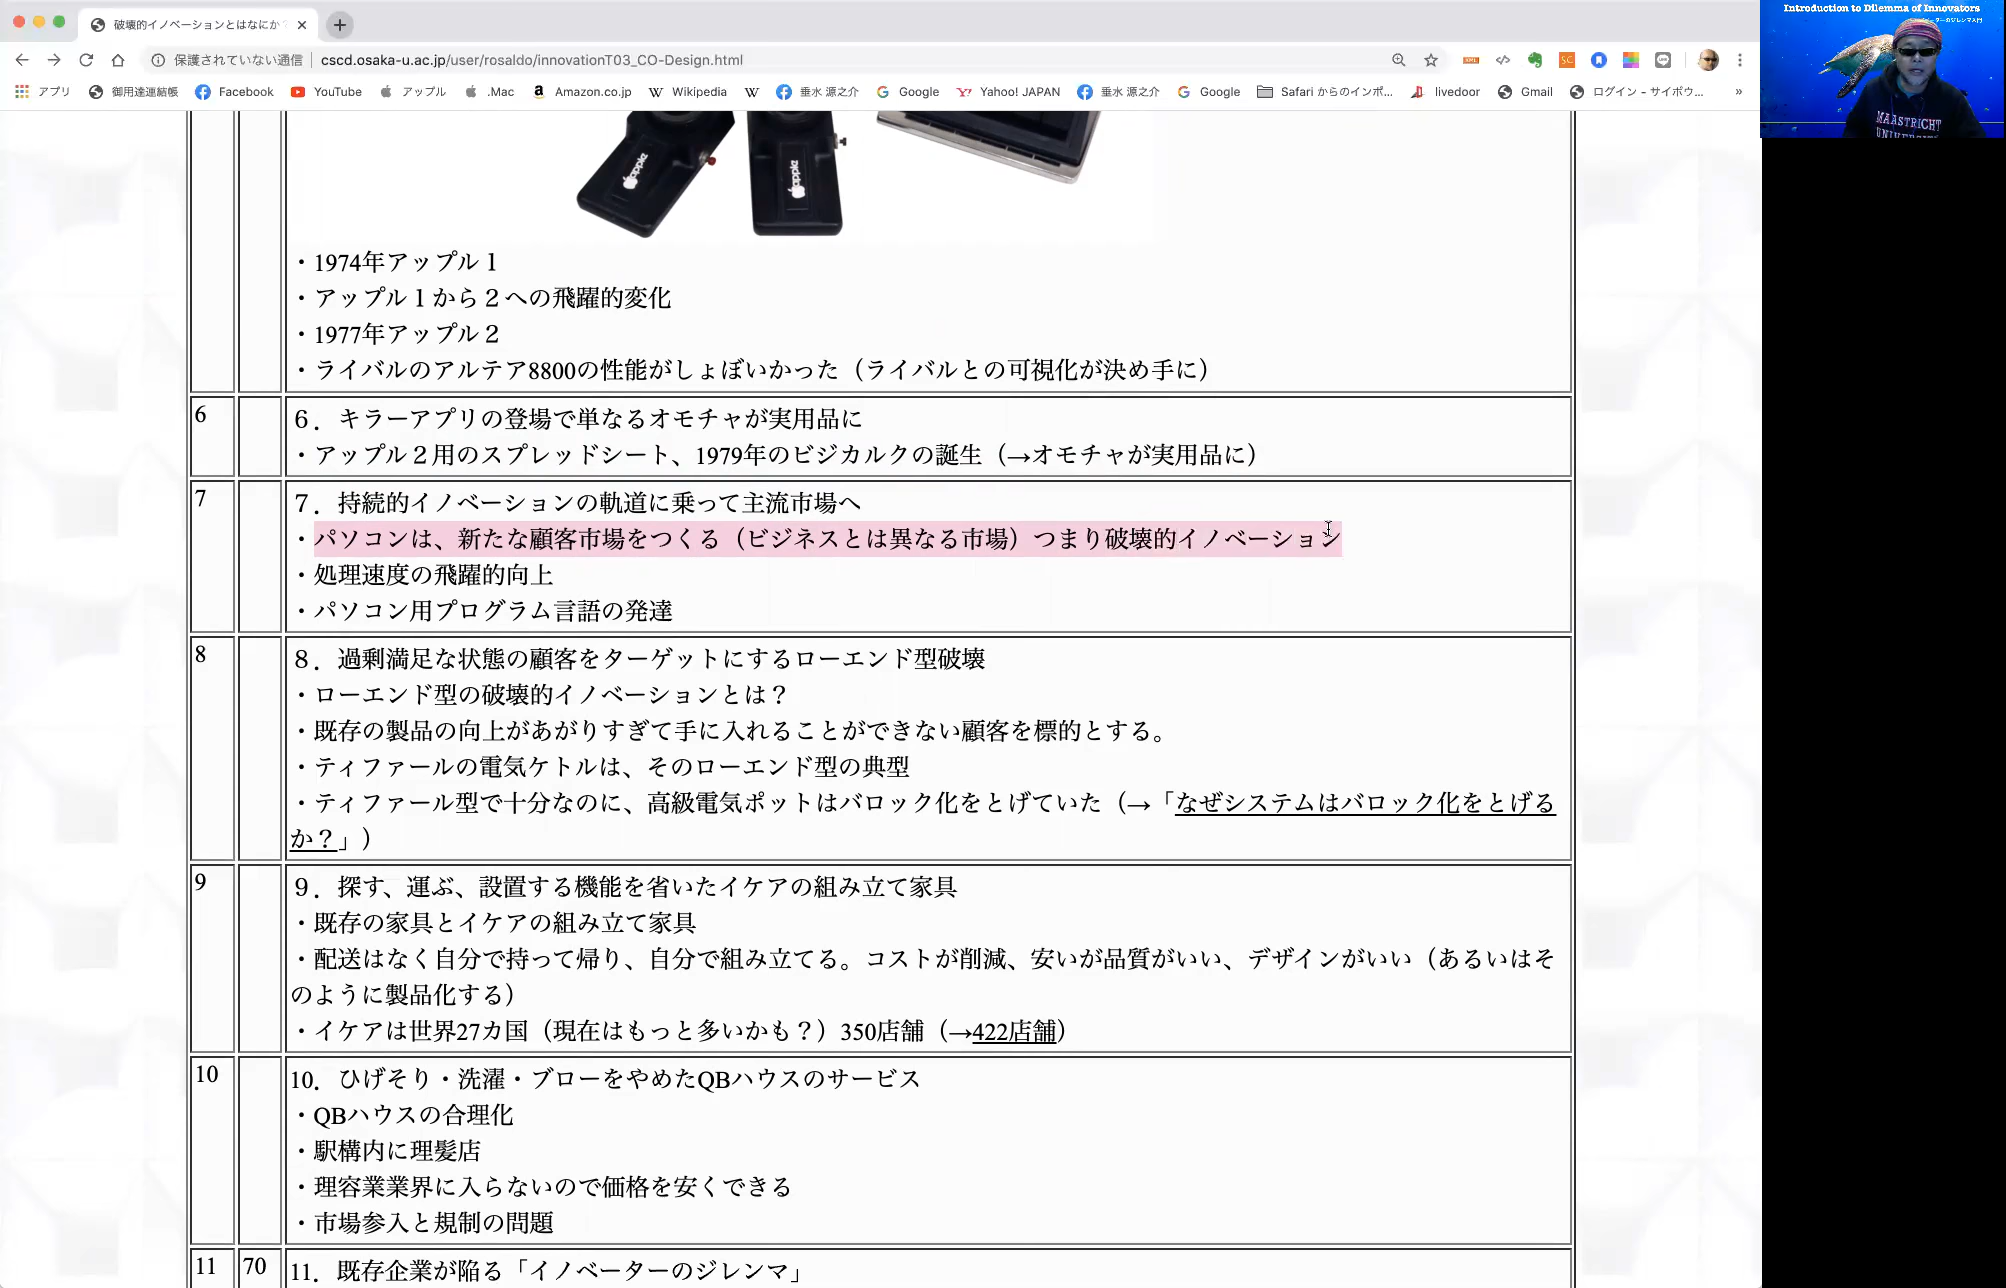 破壊的イノベーションとはなにか？
保護されていない通信 | cscd.osaka-u.ac.jp/user/rosaldo/innovationT03_CO-Design.html
アプリ 御用達連結帳 Facebook YouTube アップル .Mac Amazon.co.jp Wikipedia 垂水 源之介 Google Yahoo! JAPAN 垂水 源之介 Google Safari からのインポ... livedoor Gmail ログイン - サイボウ... »
Introduction to Dilemma of Innovators
MAASTRICHT
UNIVERSITY
apple
apple
・1974年アップル１
・アップル１から２への飛躍的変化
・1977年アップル２
・ライバルのアルテア8800の性能がしょぼいかった（ライバルとの可視化が決め手に）
6
６．キラーアプリの登場で単なるオモチャが実用品に
・アップル２用のスプレッドシート、1979年のビジカルクの誕生（→オモチャが実用品に）
7
７．持続的イノベーションの軌道に乗って主流市場へ
・パソコンは、新たな顧客市場をつくる（ビジネスとは異なる市場）つまり破壊的イノベーション
・処理速度の飛躍的向上
・パソコン用プログラム言語の発達
8
８．過剰満足な状態の顧客をターゲットにするローエンド型破壊
・ローエンド型の破壊的イノベーションとは？
・既存の製品の向上があがりすぎて手に入れることができない顧客を標的とする。
・ティファールの電気ケトルは、そのローエンド型の典型
・ティファール型で十分なのに、高級電気ポットはバロック化をとげていた（→「なぜシステムはバロック化をとげる
か？」）
9
９．探す、運ぶ、設置する機能を省いたイケアの組み立て家具
・既存の家具とイケアの組み立て家具
・配送はなく自分で持って帰り、自分で組み立てる。コストが削減、安いが品質がいい、デザインがいい（あるいはそ
のように製品化する）
・イケアは世界27カ国（現在はもっと多いかも？）350店舗（→422店舗）
10
10．ひげそり・洗濯・ブローをやめたQBハウスのサービス
・QBハウスの合理化
・駅構内に理髪店
・理容業業界に入らないので価格を安くできる
・市場参入と規制の問題
11 70
11．既存企業が陥る「イノベーターのジレンマ」